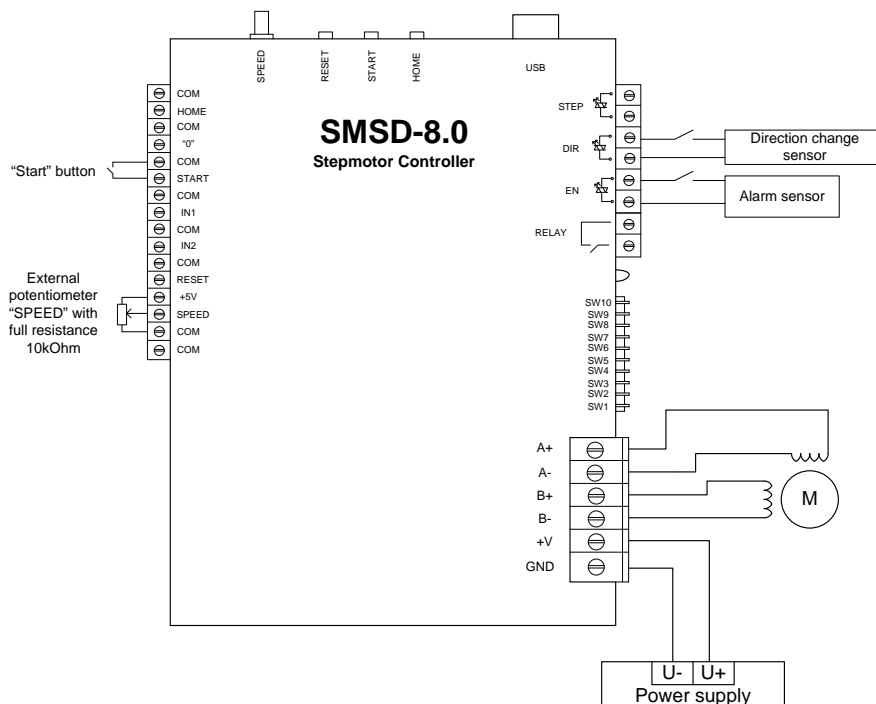 SPEED
RESET
START
HOME
USB
SMSD-8.0
Stepmotor Controller
COM
HOME
COM
"0"
COM
START
COM
IN1
COM
IN2
COM
RESET
+5V
SPEED
COM
COM
“Start” button
External
potentiometer
“SPEED” with
full resistance
10kOhm
STEP
DIR
EN
RELAY
Direction change
sensor
Alarm sensor
SW10
SW9
SW8
SW7
SW6
SW5
SW4
SW3
SW2
SW1
A+
A-
B+
B-
+V
GND
M
U- U+
Power supply